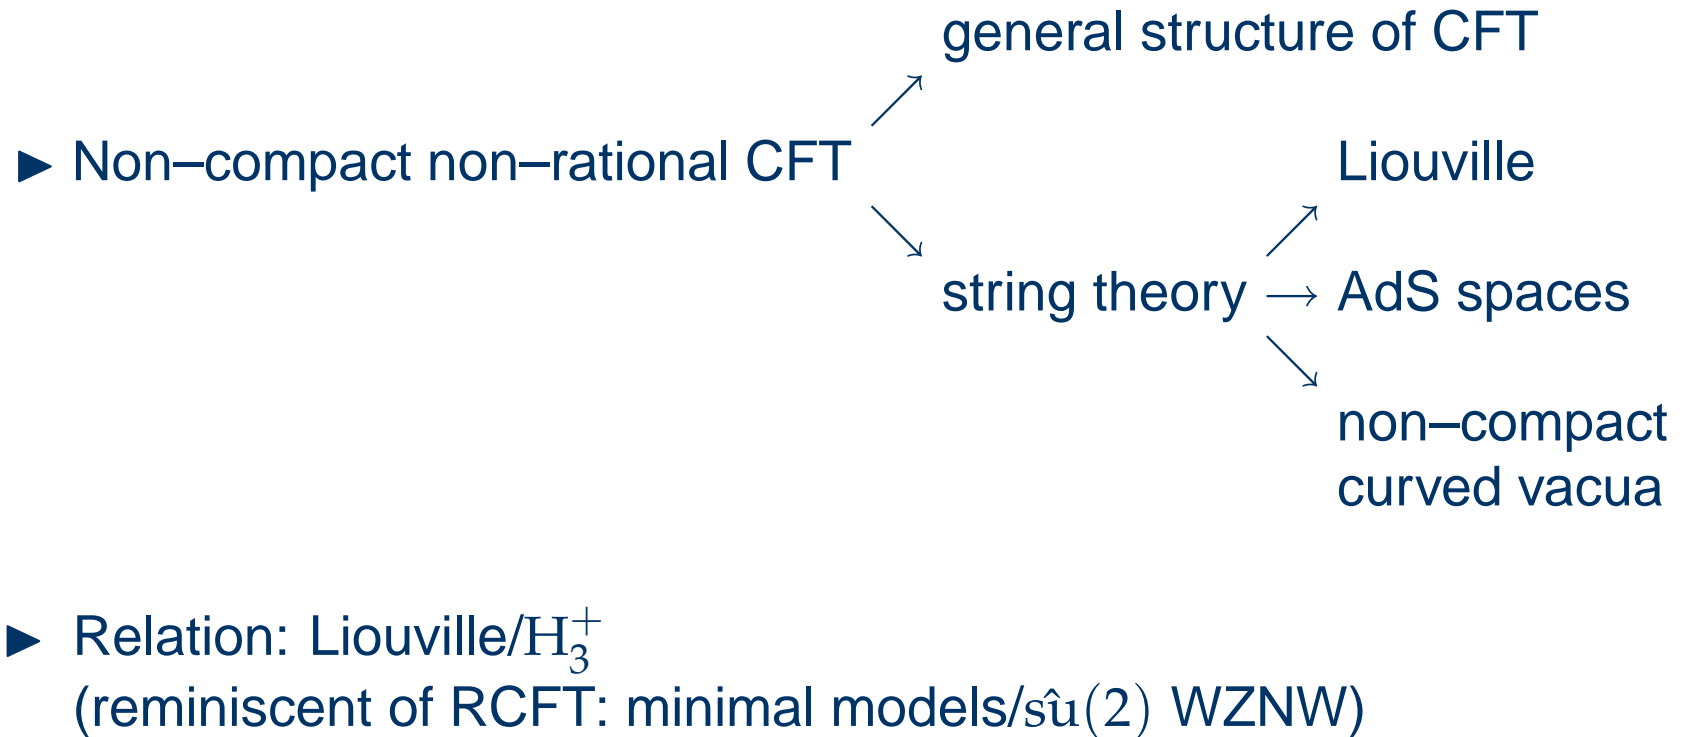 general structure of CFT
▶ Non–compact non–rational CFT
Liouville
string theory → AdS spaces
non–compact
curved vacua
▶ Relation: Liouville/H₃⁺
(reminiscent of RCFT: minimal models/sû(2) WZNW)